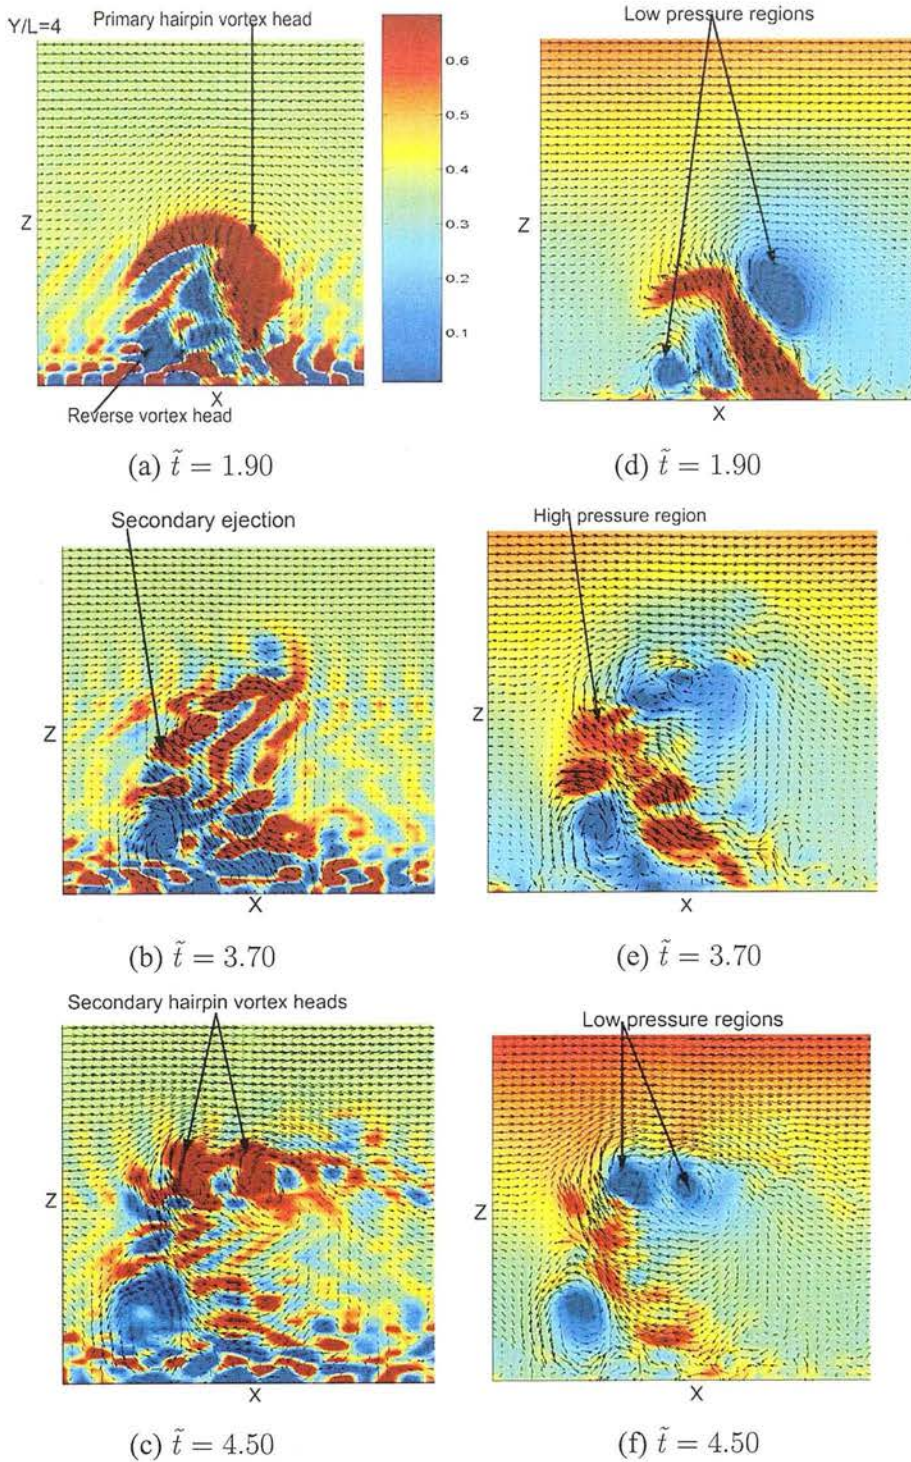 Y/L=4
Primary hairpin vortex head
0.6
0.5
0.4
0.3
0.2
0.1
Z
X
Reverse vortex head
(a) t̃ = 1.90
Low pressure regions
Z
X
(d) t̃ = 1.90
Secondary ejection
Z
X
(b) t̃ = 3.70
High pressure region
Z
X
(e) t̃ = 3.70
Secondary hairpin vortex heads
Z
X
(c) t̃ = 4.50
Low pressure regions
Z
X
(f) t̃ = 4.50